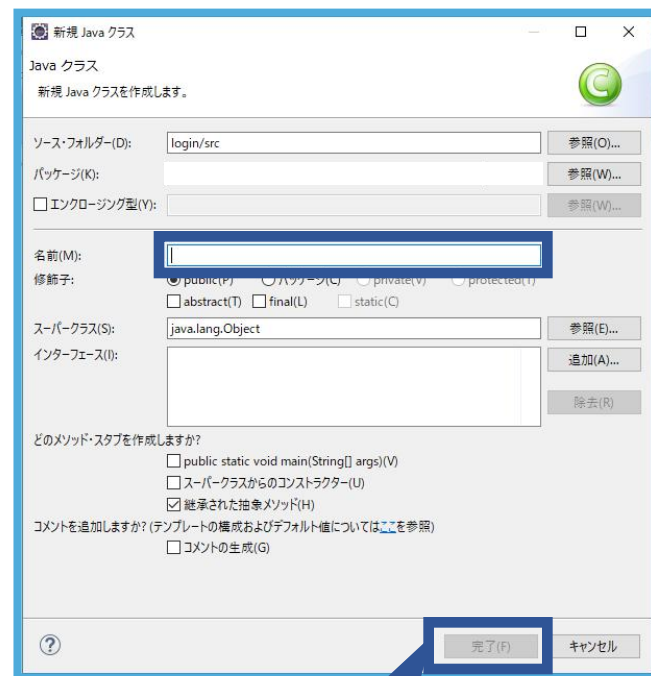 新規 Java クラス
Java クラス
新規 Java クラスを作成します。
C
ソース・フォルダー(D): login/src 参照(O)...
パッケージ(K): 参照(W)...
エンクロージング型(Y): 参照(W)...
名前(M):
修飾子: public(P) パッケージ(C) private(V) protected(T)
abstract(T) final(L) static(C)
スーパークラス(S): java.lang.Object 参照(E)...
インターフェース(I): 追加(A)...
除去(R)
どのメソッド・スタブを作成しますか?
public static void main(String[] args)(V)
スーパークラスからのコンストラクター(U)
継承された抽象メソッド(H)
コメントを追加しますか? (テンプレートの構成およびデフォルト値についてはここを参照)
コメントの生成(G)
? 完了(F) キャンセル